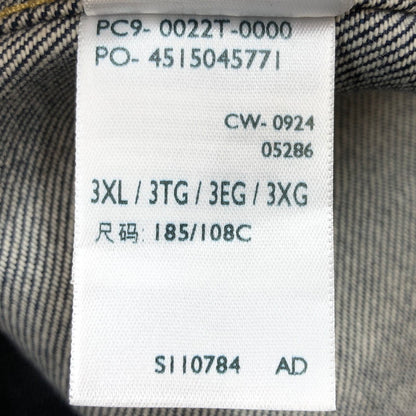 PC9- 0022T-0000
PO- 4515045771
CW- 0924
05286
3XL / 3TG / 3EG / 3XG
尺码: 185/108C
S110784 AD